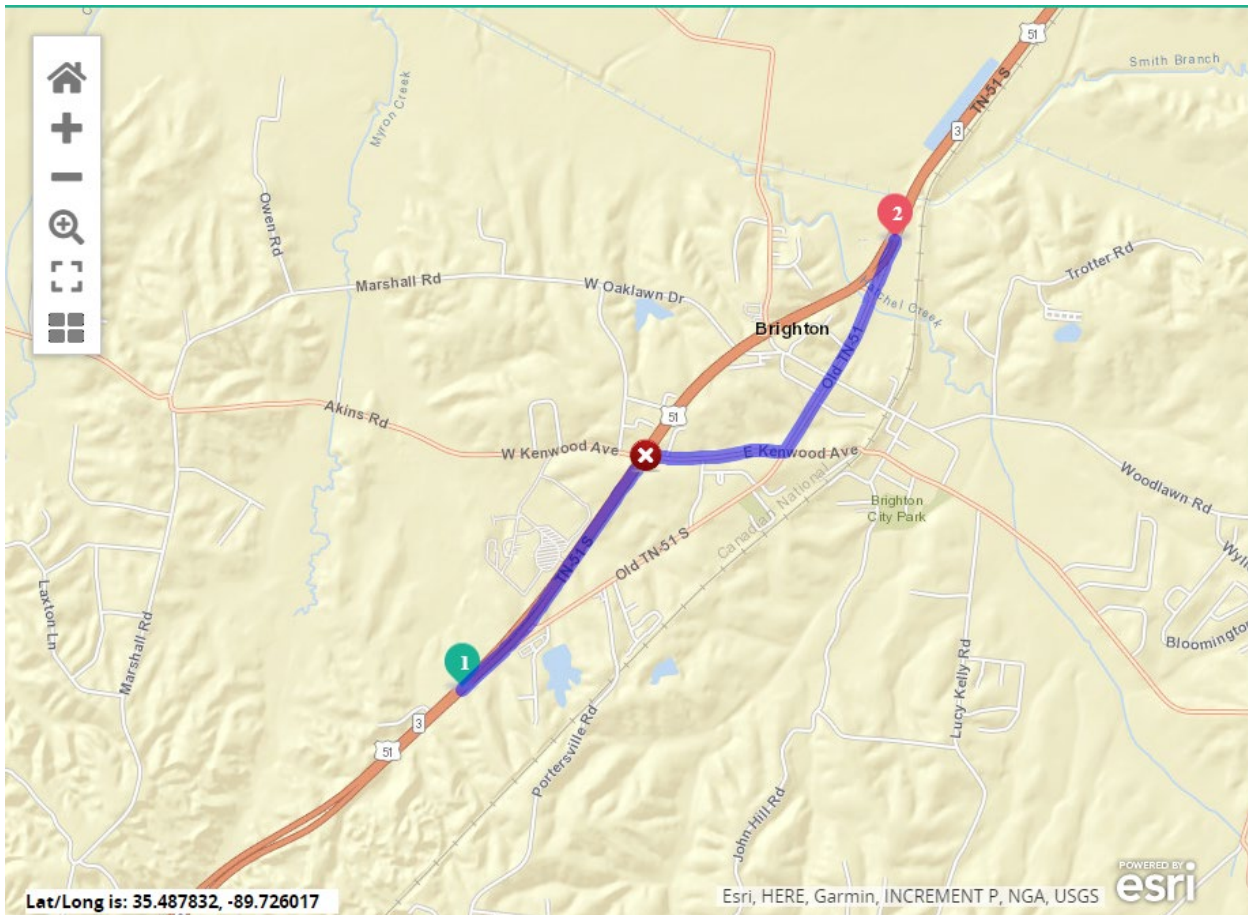 51
TN-51 S
Smith Branch
3
Myron Creek
Owen Rd
2
Trotter Rd
Marshall Rd
W Oaklawn Dr
Brighton
Old TN-51
Akins Rd
51
W Kenwood Ave
E Kenwood Ave
Woodlawn Rd
Canadian National
Brighton
City Park
TN-51 S
Old TN-51 S
Laxton Ln
Marshall Rd
Bloomington
1
Lucy Kelly Rd
3
51
Portersville Rd
John Hill Rd
Lat/Long is: 35.487832, -89.726017
Esri, HERE, Garmin, INCREMENT P, NGA, USGS
POWERED BY
esri